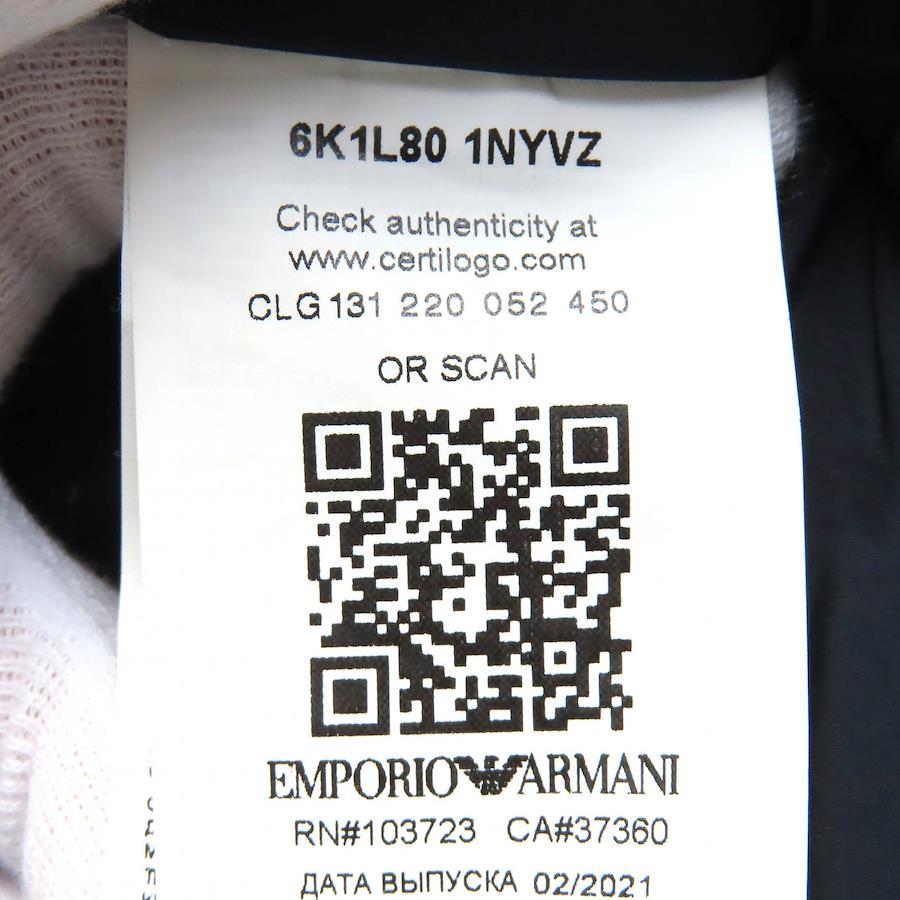 6K1L80 1NYVZ
Check authenticity at
www.certilogo.com
CLG 131 220 052 450
OR SCAN
EMPORIO ARMANI
RN#103723 CA#37360
ДАТА ВЫПУСКА 02/2021